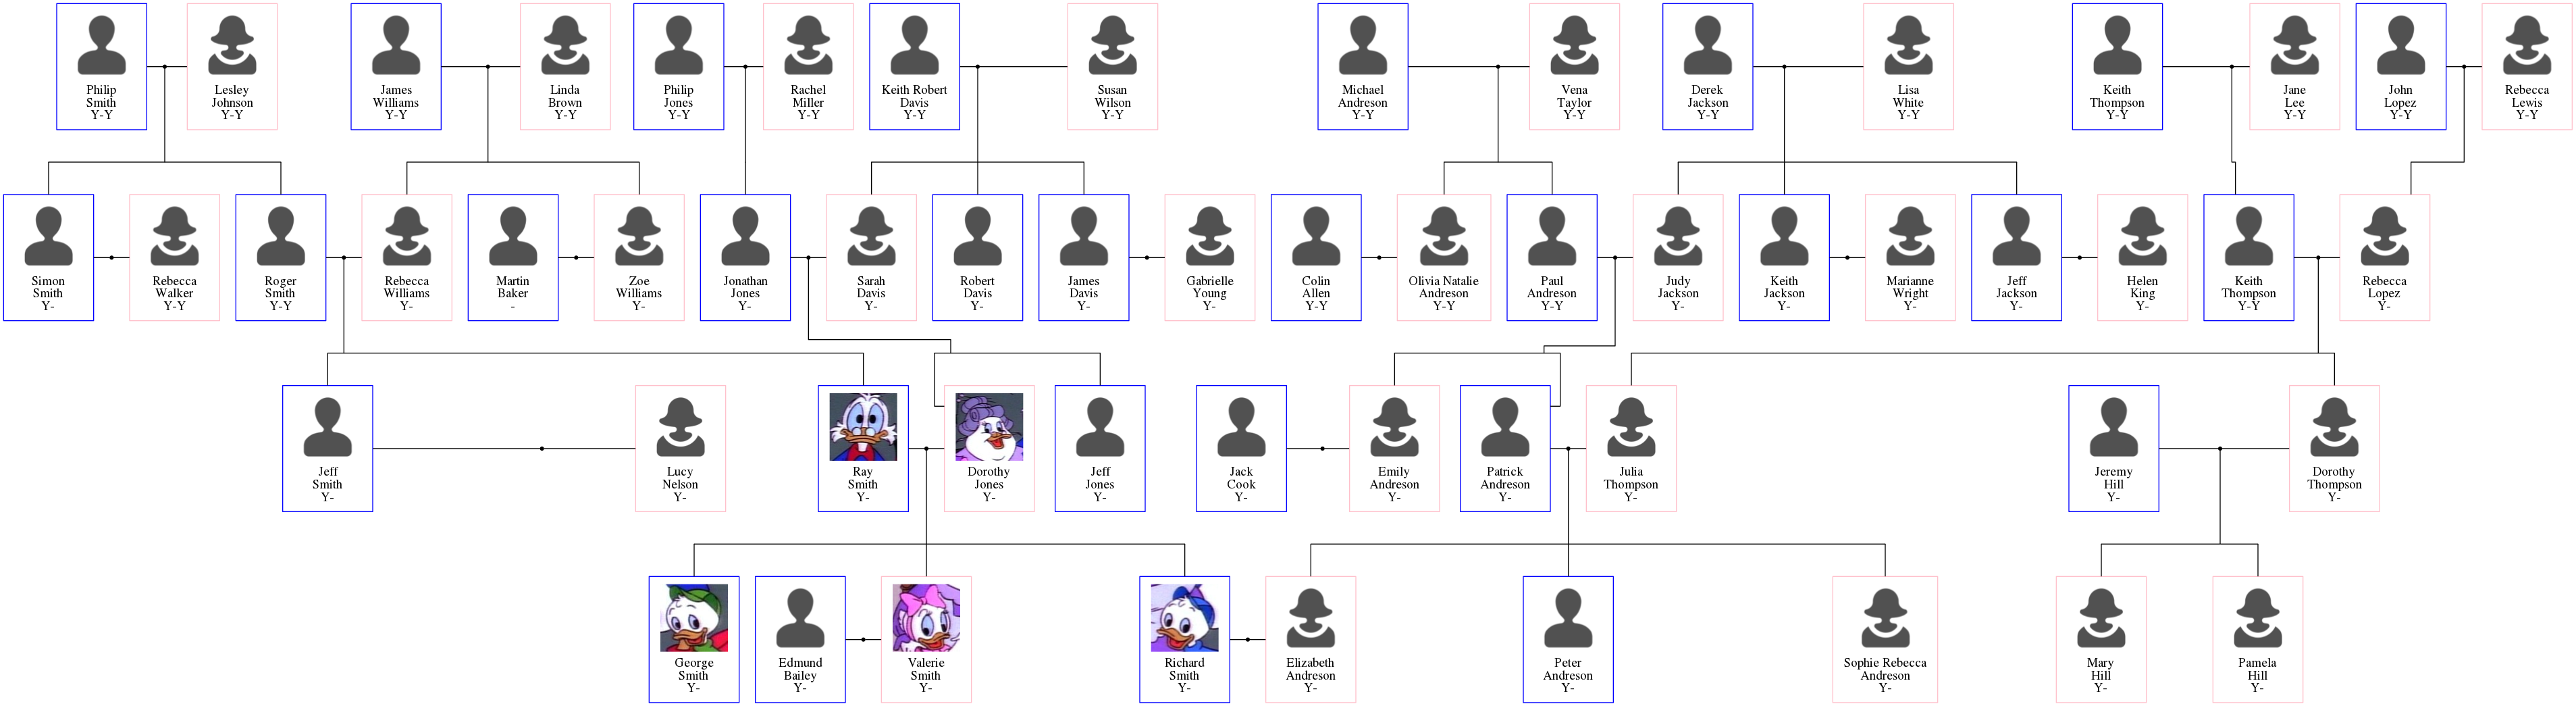 Philip
Smith
Y-Y
Lesley
Johnson
Y-Y
James
Williams
Y-Y
Linda
Brown
Y-Y
Philip
Jones
Y-Y
Rachel
Miller
Y-Y
Keith Robert
Davis
Y-Y
Susan
Wilson
Y-Y
Michael
Andreson
Y-Y
Vena
Taylor
Y-Y
Derek
Jackson
Y-Y
Lisa
White
Y-Y
Keith
Thompson
Y-Y
Jane
Lee
Y-Y
John
Lopez
Y-Y
Rebecca
Lewis
Y-Y
Simon
Smith
Y-
Rebecca
Walker
Y-Y
Roger
Smith
Y-Y
Rebecca
Williams
Y-
Martin
Baker
-
Zoe
Williams
Y-
Jonathan
Jones
Y-
Sarah
Davis
Y-
Robert
Davis
Y-
James
Davis
Y-
Gabrielle
Young
Y-
Colin
Allen
Y-Y
Olivia Natalie
Andreson
Y-Y
Paul
Andreson
Y-Y
Judy
Jackson
Y-
Keith
Jackson
Y-
Marianne
Wright
Y-
Jeff
Jackson
Y-
Helen
King
Y-
Keith
Thompson
Y-Y
Rebecca
Lopez
Y-
Jeff
Smith
Y-
Lucy
Nelson
Y-
Ray
Smith
Y-
Dorothy
Jones
Y-
Jeff
Jones
Y-
Jack
Cook
Y-
Emily
Andreson
Y-
Patrick
Andreson
Y-
Julia
Thompson
Y-
Jeremy
Hill
Y-
Dorothy
Thompson
Y-
George
Smith
Y-
Edmund
Bailey
Y-
Valerie
Smith
Y-
Richard
Smith
Y-
Elizabeth
Andreson
Y-
Peter
Andreson
Y-
Sophie Rebecca
Andreson
Y-
Mary
Hill
Y-
Pamela
Hill
Y-